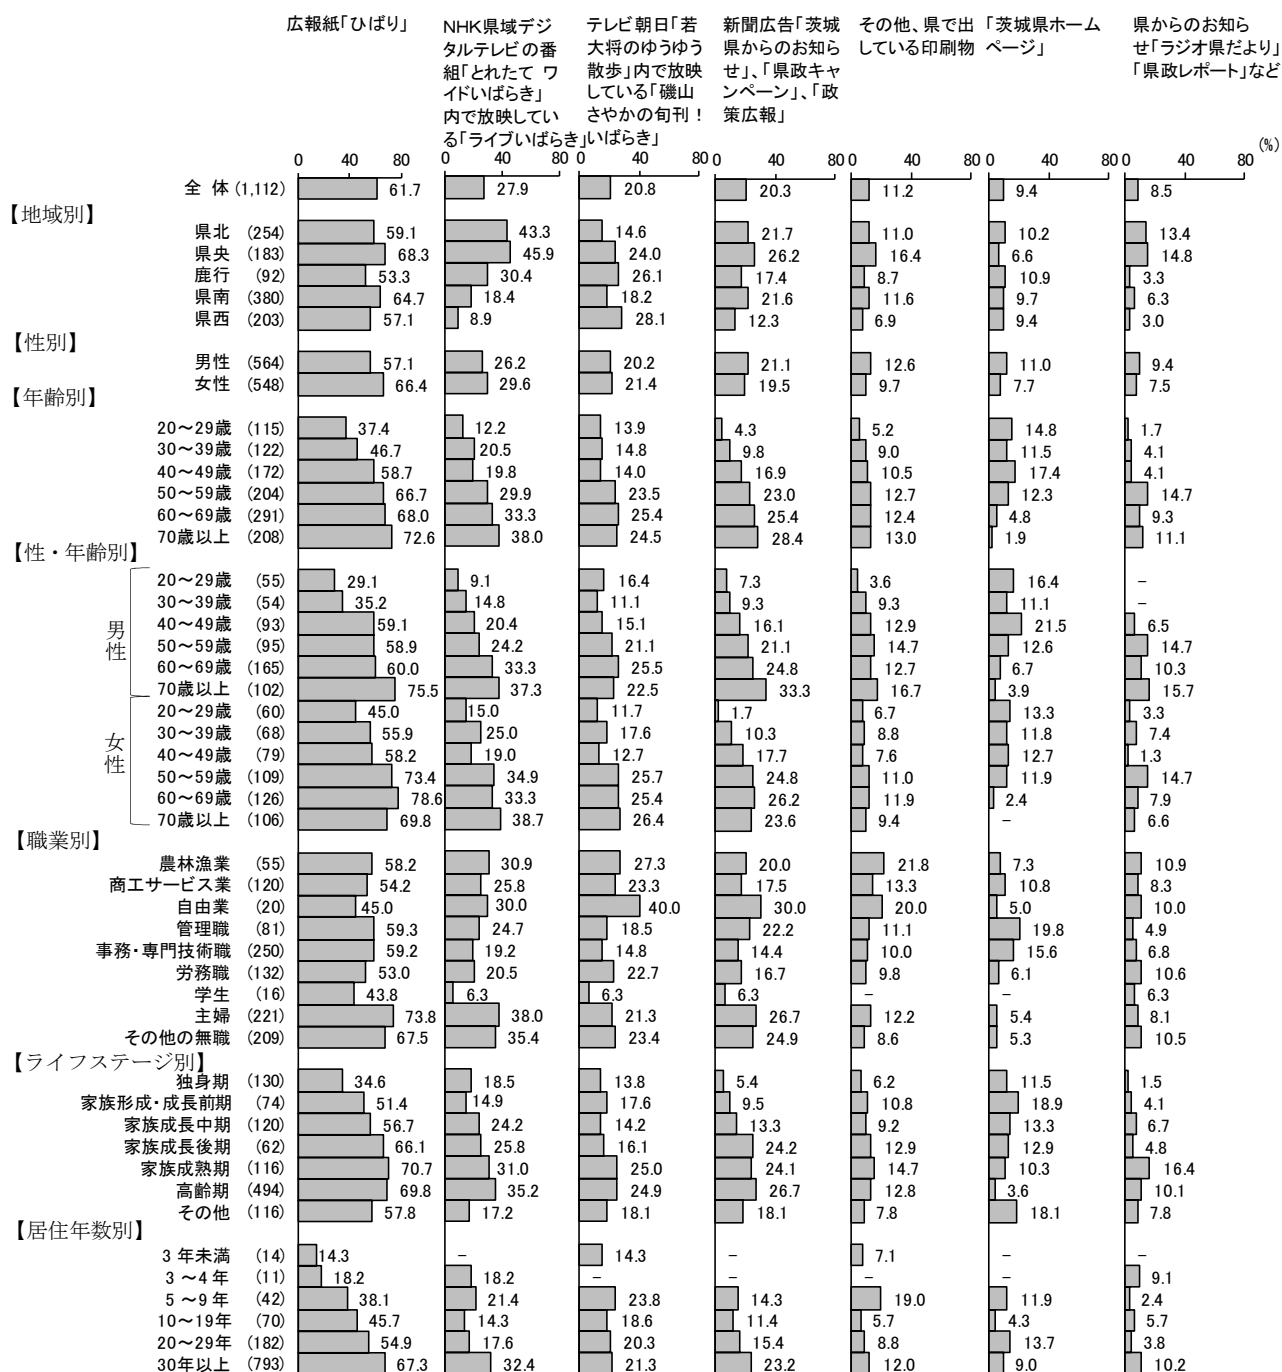 広報紙「ひばり」
NHK県域デジ
タルテレビの番
組「とれたて ワ
イドいばらき」
内で放映してい
る「ライブいばらき」
テレビ朝日「若
大将のゆうゆう
散歩」内で放映
している「磯山
さやかの旬刊！
いばらき」
新聞広告「茨城
県からのお知ら
せ」、「県政キャ
ンペーン」、「政
策広報」
その他、県で出
している印刷物
「茨城県ホーム
ページ」
県からのお知ら
せ「ラジオ県だより」
「県政レポート」など
(%)
0 40 80 0 40 80 0 40 80 0 40 80 0 40 80 0 40 80 0 40 80
全 体 (1,112) 61.7 27.9 20.8 20.3 11.2 9.4 8.5
【地域別】
県北 (254) 59.1 43.3 14.6 21.7 11.0 10.2 13.4
県央 (183) 68.3 45.9 24.0 26.2 16.4 6.6 14.8
鹿行 (92) 53.3 30.4 26.1 17.4 8.7 10.9 3.3
県南 (380) 64.7 18.4 18.2 21.6 11.6 9.7 6.3
県西 (203) 57.1 8.9 28.1 12.3 6.9 9.4 3.0
【性別】
男性 (564) 57.1 26.2 20.2 21.1 12.6 11.0 9.4
女性 (548) 66.4 29.6 21.4 19.5 9.7 7.7 7.5
【年齢別】
20～29歳 (115) 37.4 12.2 13.9 4.3 5.2 14.8 1.7
30～39歳 (122) 46.7 20.5 14.8 9.8 9.0 11.5 4.1
40～49歳 (172) 58.7 19.8 14.0 16.9 10.5 17.4 4.1
50～59歳 (204) 66.7 29.9 23.5 23.0 12.7 12.3 14.7
60～69歳 (291) 68.0 33.3 25.4 25.4 12.4 4.8 9.3
70歳以上 (208) 72.6 38.0 24.5 28.4 13.0 1.9 11.1
【性・年齢別】
男性
20～29歳 (55) 29.1 9.1 16.4 7.3 3.6 16.4 －
30～39歳 (54) 35.2 14.8 11.1 9.3 9.3 11.1 －
40～49歳 (93) 59.1 20.4 15.1 16.1 12.9 21.5 6.5
50～59歳 (95) 58.9 24.2 21.1 21.1 14.7 12.6 14.7
60～69歳 (165) 60.0 33.3 25.5 24.8 12.7 6.7 10.3
70歳以上 (102) 75.5 37.3 22.5 33.3 16.7 3.9 15.7
女性
20～29歳 (60) 45.0 15.0 11.7 1.7 6.7 13.3 3.3
30～39歳 (68) 55.9 25.0 17.6 10.3 8.8 11.8 7.4
40～49歳 (79) 58.2 19.0 12.7 17.7 7.6 12.7 1.3
50～59歳 (109) 73.4 34.9 25.7 24.8 11.0 11.9 14.7
60～69歳 (126) 78.6 33.3 25.4 26.2 11.9 2.4 7.9
70歳以上 (106) 69.8 38.7 26.4 23.6 9.4 － 6.6
【職業別】
農林漁業 (55) 58.2 30.9 27.3 20.0 21.8 7.3 10.9
商工サービス業 (120) 54.2 25.8 23.3 17.5 13.3 10.8 8.3
自由業 (20) 45.0 30.0 40.0 30.0 20.0 5.0 10.0
管理職 (81) 59.3 24.7 18.5 22.2 11.1 19.8 4.9
事務・専門技術職 (250) 59.2 19.2 14.8 14.4 10.0 15.6 6.8
労務職 (132) 53.0 20.5 22.7 16.7 9.8 6.1 10.6
学生 (16) 43.8 6.3 6.3 6.3 － － 6.3
主婦 (221) 73.8 38.0 21.3 26.7 12.2 5.4 8.1
その他の無職 (209) 67.5 35.4 23.4 24.9 8.6 5.3 10.5
【ライフステージ別】
独身期 (130) 34.6 18.5 13.8 5.4 6.2 11.5 1.5
家族形成・成長前期 (74) 51.4 14.9 17.6 9.5 10.8 18.9 4.1
家族成長中期 (120) 56.7 24.2 14.2 13.3 9.2 13.3 6.7
家族成長後期 (62) 66.1 25.8 16.1 24.2 12.9 12.9 4.8
家族成熟期 (116) 70.7 31.0 25.0 24.1 14.7 10.3 16.4
高齢期 (494) 69.8 35.2 24.9 26.7 12.8 3.6 10.1
その他 (116) 57.8 17.2 18.1 18.1 7.8 18.1 7.8
【居住年数別】
3 年未満 (14) 14.3 － 14.3 － 7.1 － －
3 ～4 年 (11) 18.2 18.2 － － － － 9.1
5 ～9 年 (42) 38.1 21.4 23.8 14.3 19.0 11.9 2.4
10～19年 (70) 45.7 14.3 18.6 11.4 5.7 4.3 5.7
20～29年 (182) 54.9 17.6 20.3 15.4 8.8 13.7 3.8
30年以上 (793) 67.3 32.4 21.3 23.2 12.0 9.0 10.2